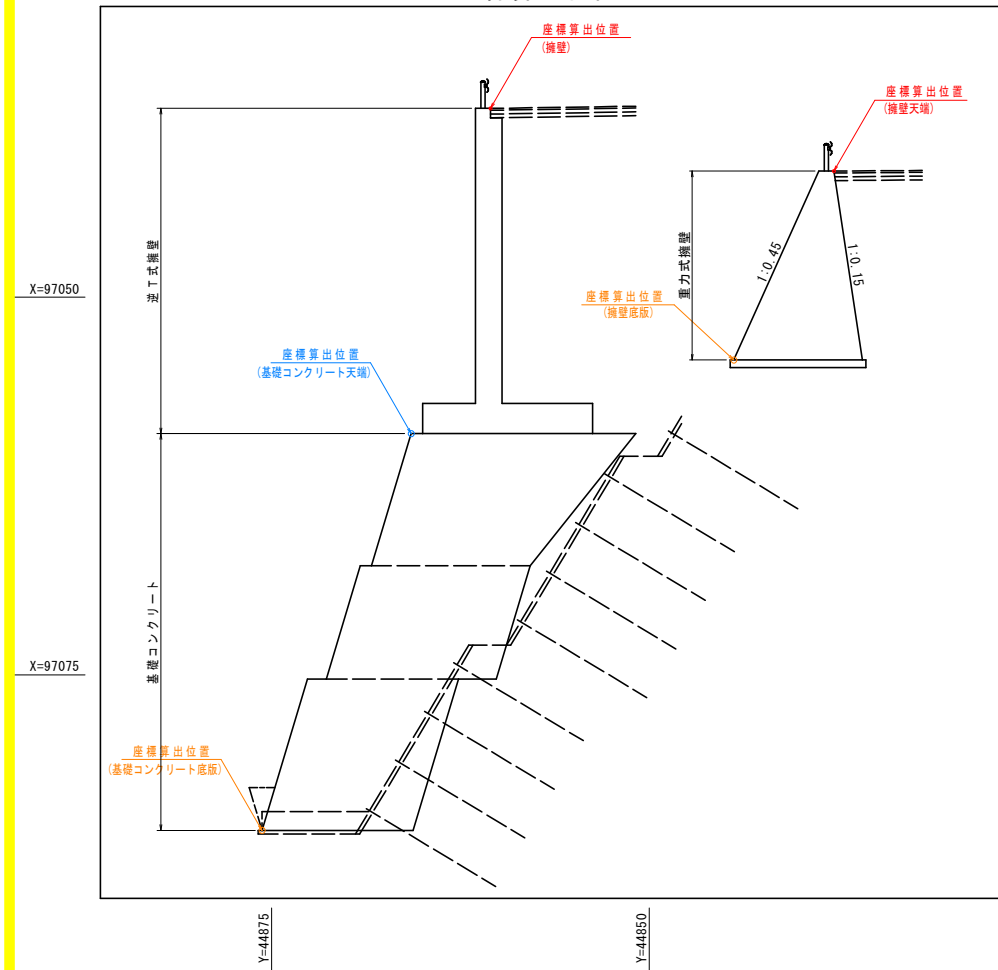 座標算出位置
(擁壁)
座標算出位置
(擁壁天端)
逆T式擁壁
重力式擁壁
1:0.45
1:0.15
X=97050
座標算出位置
(擁壁底版)
座標算出位置
(基礎コンクリート天端)
基礎コンクリート
X=97075
座標算出位置
(基礎コンクリート底版)
Y=44875
Y=44850